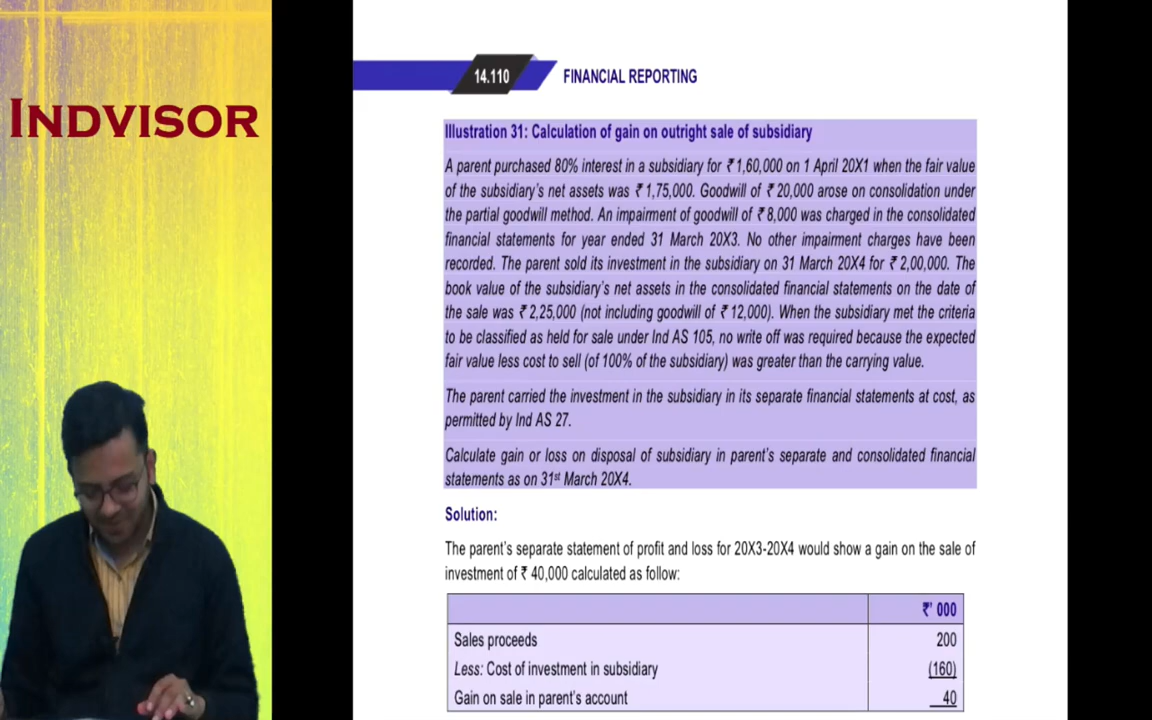 INDVISOR
14.110 FINANCIAL REPORTING
Illustration 31: Calculation of gain on outright sale of subsidiary
A parent purchased 80% interest in a subsidiary for ₹ 1,60,000 on 1 April 20X1 when the fair value
of the subsidiary's net assets was ₹ 1,75,000. Goodwill of ₹ 20,000 arose on consolidation under
the partial goodwill method. An impairment of goodwill of ₹ 8,000 was charged in the consolidated
financial statements for year ended 31 March 20X3. No other impairment charges have been
recorded. The parent sold its investment in the subsidiary on 31 March 20X4 for ₹ 2,00,000. The
book value of the subsidiary's net assets in the consolidated financial statements on the date of
the sale was ₹ 2,25,000 (not including goodwill of ₹ 12,000). When the subsidiary met the criteria
to be classified as held for sale under Ind AS 105, no write off was required because the expected
fair value less cost to sell (of 100% of the subsidiary) was greater than the carrying value.
The parent carried the investment in the subsidiary in its separate financial statements at cost, as
permitted by Ind AS 27.
Calculate gain or loss on disposal of subsidiary in parent's separate and consolidated financial
statements as on 31st March 20X4.
Solution:
The parent's separate statement of profit and loss for 20X3-20X4 would show a gain on the sale of
investment of ₹ 40,000 calculated as follow:
₹' 000
Sales proceeds 200
Less: Cost of investment in subsidiary (160)
Gain on sale in parent's account 40